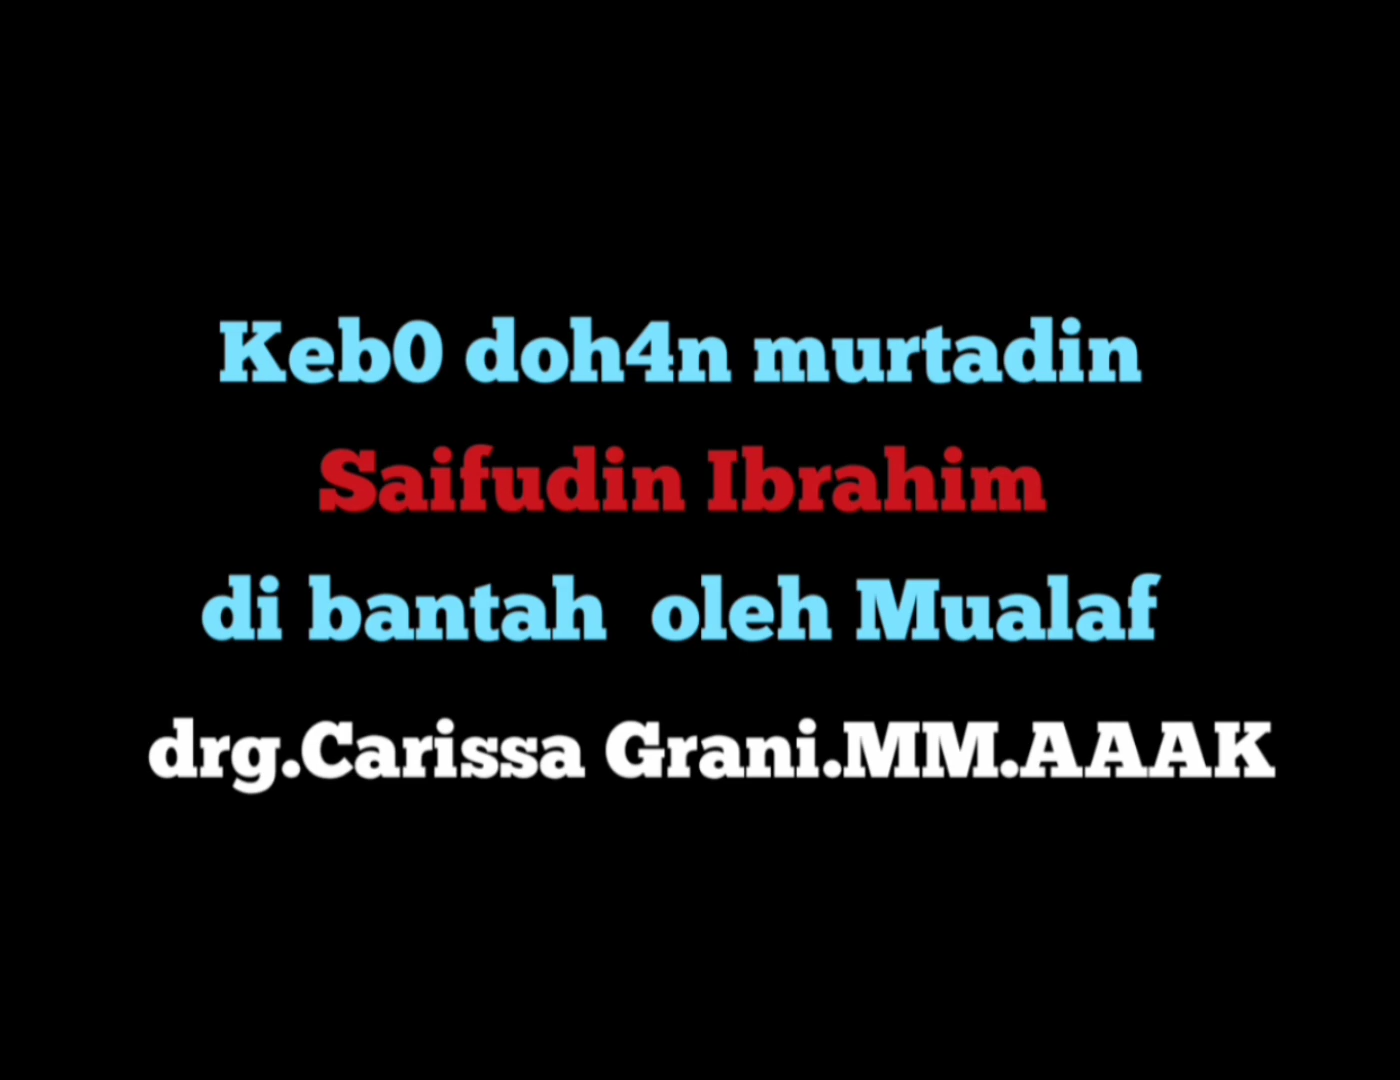 Keb0 doh4n murtadin
Saifudin Ibrahim
di bantah oleh Mualaf
drg.Carissa Grani.MM.AAAK